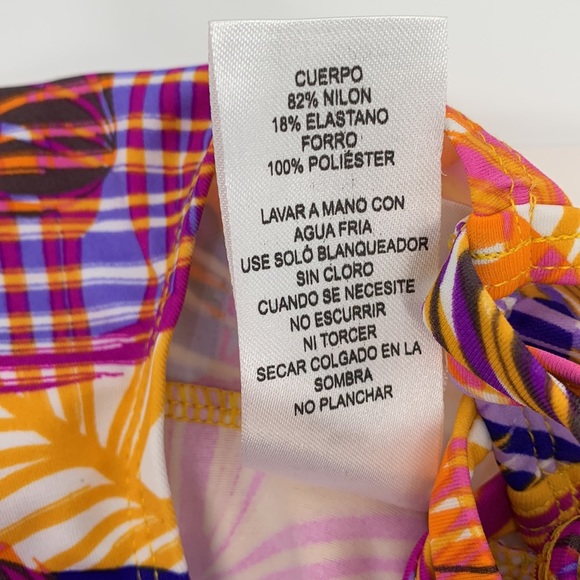 CUERPO
82% NILON
18% ELASTANO
FORRO
100% POLIÉSTER
LAVAR A MANO CON
AGUA FRIA
USE SOLÓ BLANQUEADOR
SIN CLORO
CUANDO SE NECESITE
NO ESCURRIR
NI TORCER
SECAR COLGADO EN LA
SOMBRA
NO PLANCHAR